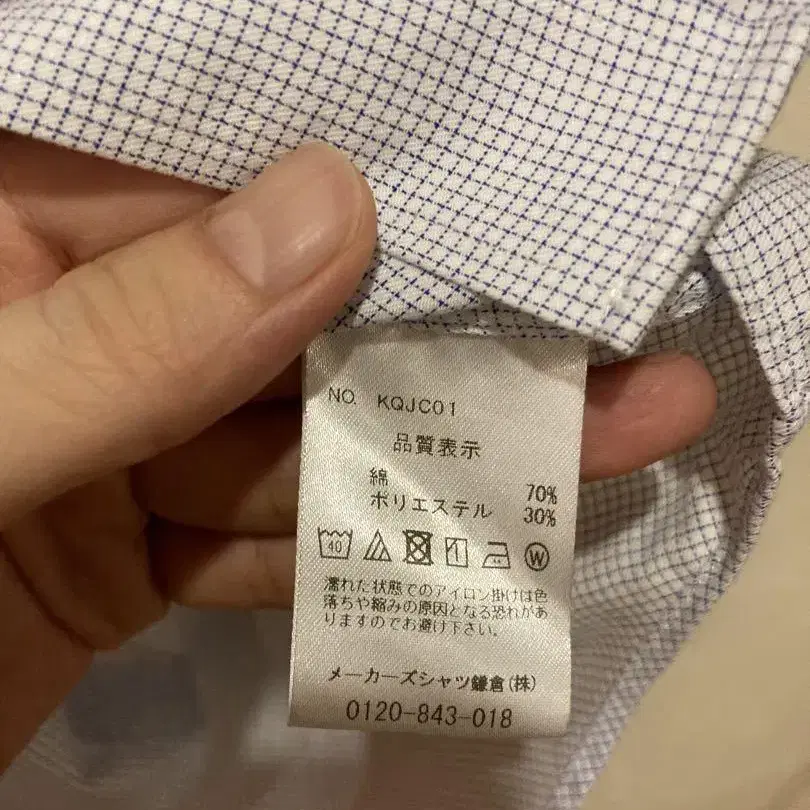 NO. KQJC01
品質表示
綿 70%
ポリエステル 30%
40
濡れた状態でのアイロン掛けは色
落ちや縮みの原因となる恐れがあ
りますのでお避け下さい。
メーカーズシャツ鎌倉(株)
0120-843-018